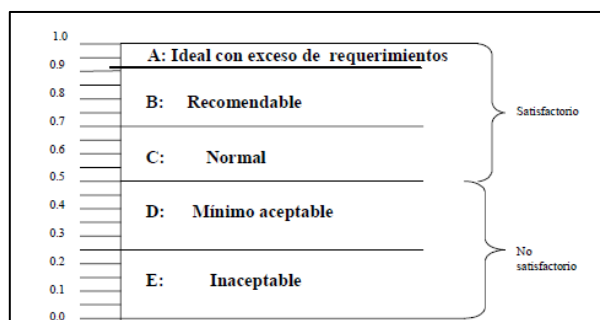 1.0
A: Ideal con exceso de requerimientos
0.9
0.8
B: Recomendable
0.7
Satisfactorio
0.6
C: Normal
0.5
0.4
D: Mínimo aceptable
0.3
No
satisfactorio
0.2
E: Inaceptable
0.1
0.0